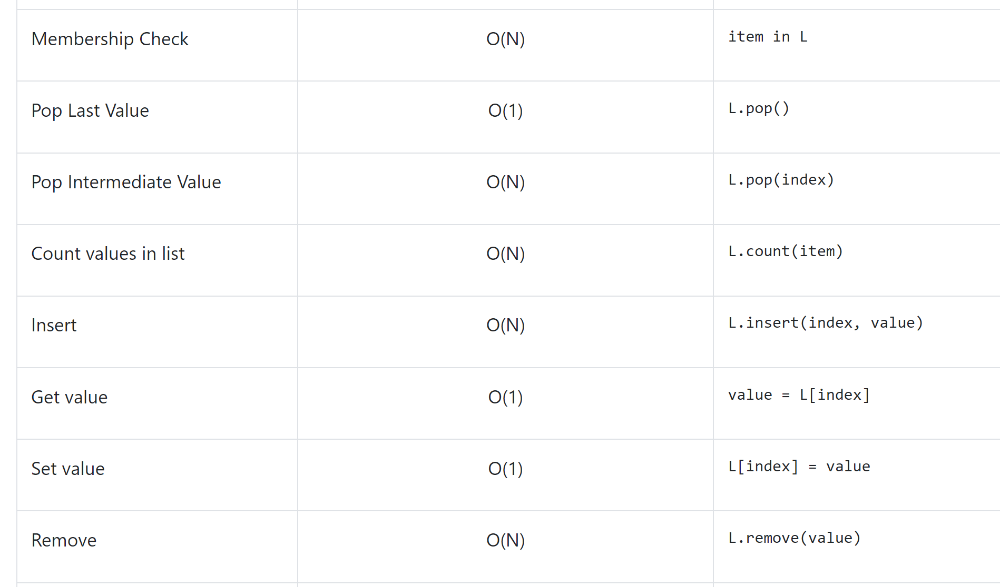 Membership Check O(N) item in L
Pop Last Value O(1) L.pop()
Pop Intermediate Value O(N) L.pop(index)
Count values in list O(N) L.count(item)
Insert O(N) L.insert(index, value)
Get value O(1) value = L[index]
Set value O(1) L[index] = value
Remove O(N) L.remove(value)